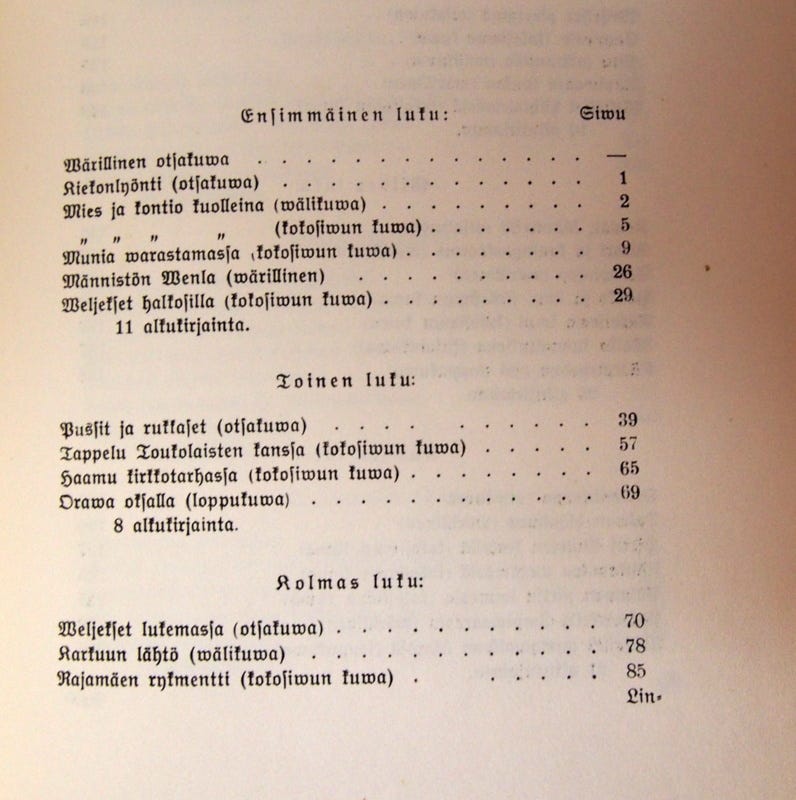 Ensimmäinen luku: Siwu
Wärillinen otsakuwa . . . . . . . . . . . . . —
Kiekonlyönti (otsakuwa) . . . . . . . . . . . . 1
Mies ja kontio kuolleina (wälikuwa) . . . . . . . . . 2
„ „ „ „ (kokosiwun kuwa) . . . . . . . 5
Munia warastamassa (kokosiwun kuwa) . . . . . . . . 9
Männistön Wenla (wärillinen) . . . . . . . . . . 26
Weljekset halkosilla (kokosiwun kuwa) . . . . . . . . . 29
11 alkukirjainta.
Toinen luku:
Pussit ja rukkaset (otsakuwa) . . . . . . . . . . 39
Tappelu Toukolaisten kanssa (kokosiwun kuwa) . . . . . 57
Haamu kirkkotarhassa (kokosiwun kuwa) . . . . . . . . 65
Orawa oksalla (loppukuwa) . . . . . . . . . . . . 69
8 alkukirjainta.
Kolmas luku:
Weljekset lukemassa (otsakuwa) . . . . . . . . . . . 70
Karkuun lähtö (wälikuwa) . . . . . . . . . . . . 78
Rajamäen rykmentti (kokosiwun kuwa) . . . . . . 85
Lin-